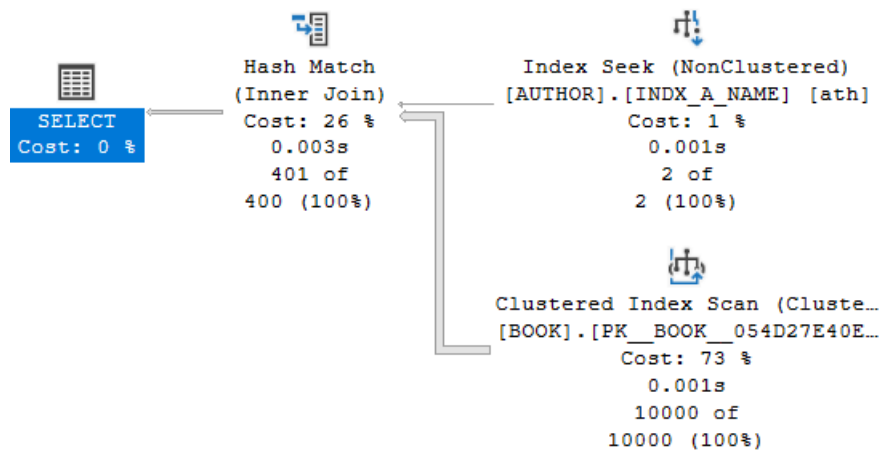 SELECT
Cost: 0 %
Hash Match
(Inner Join)
Cost: 26 %
0.003s
401 of
400 (100%)
Index Seek (NonClustered)
[AUTHOR].[INDX_A_NAME] [ath]
Cost: 1 %
0.001s
2 of
2 (100%)
Clustered Index Scan (Cluste…
[BOOK].[PK__BOOK__054D27E40E…
Cost: 73 %
0.001s
10000 of
10000 (100%)